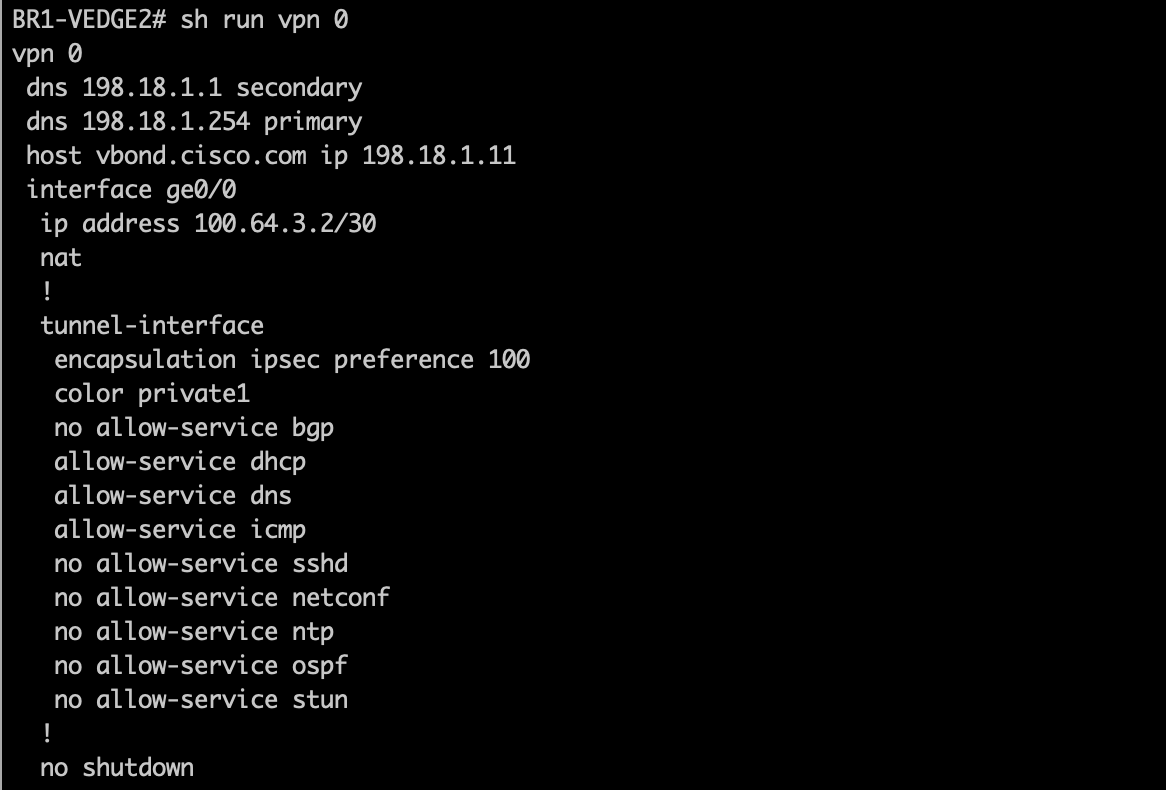 BR1-VEDGE2# sh run vpn 0
vpn 0
 dns 198.18.1.1 secondary
 dns 198.18.1.254 primary
 host vbond.cisco.com ip 198.18.1.11
 interface ge0/0
  ip address 100.64.3.2/30
  nat
  !
  tunnel-interface
   encapsulation ipsec preference 100
   color private1
   no allow-service bgp
   allow-service dhcp
   allow-service dns
   allow-service icmp
   no allow-service sshd
   no allow-service netconf
   no allow-service ntp
   no allow-service ospf
   no allow-service stun
  !
  no shutdown